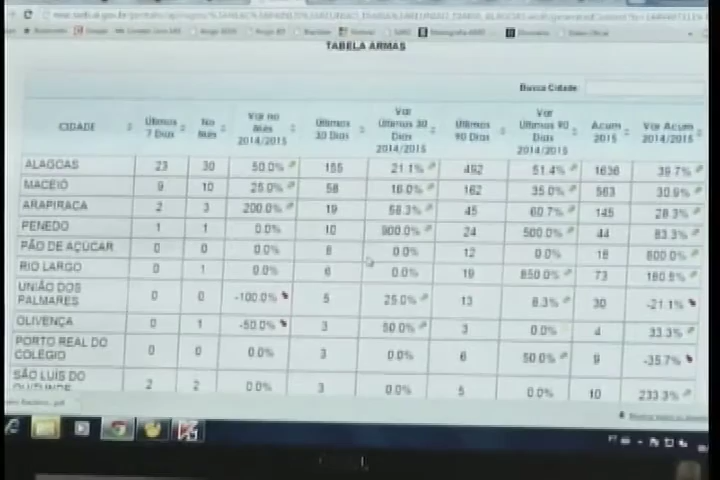 TABELA ARMAS
Busca Cidade
CIDADE Últimos 7 Dias No Mês Var no Mês 2014/2015 Últimos 30 Dias Var Últimos 30 Dias 2014/2015 Últimos 90 Dias Var Últimos 90 Dias 2014/2015 Acum 2015 Var Acum 2014/2015
ALAGOAS 23 30 50.0% 155 21.1% 492 51.4% 1636 39.7%
MACEIÓ 9 10 25.0% 58 16.0% 162 35.0% 563 30.9%
ARAPIRACA 2 3 200.0% 19 58.3% 45 60.7% 145 28.3%
PENEDO 1 1 0.0% 10 900.0% 24 500.0% 44 83.3%
PÃO DE AÇÚCAR 0 0 0.0% 8 0.0% 12 0.0% 18 800.0%
RIO LARGO 0 1 0.0% 6 0.0% 19 850.0% 73 160.8%
UNIÃO DOS PALMARES 0 0 -100.0% 5 25.0% 13 8.3% 30 -21.1%
OLIVENÇA 0 1 -50.0% 3 50.0% 3 0.0% 4 33.3%
PORTO REAL DO COLÉGIO 0 0 0.0% 3 0.0% 6 50.0% 9 -35.7%
SÃO LUÍS DO 2 2 0.0% 3 0.0% 5 0.0% 10 233.3%